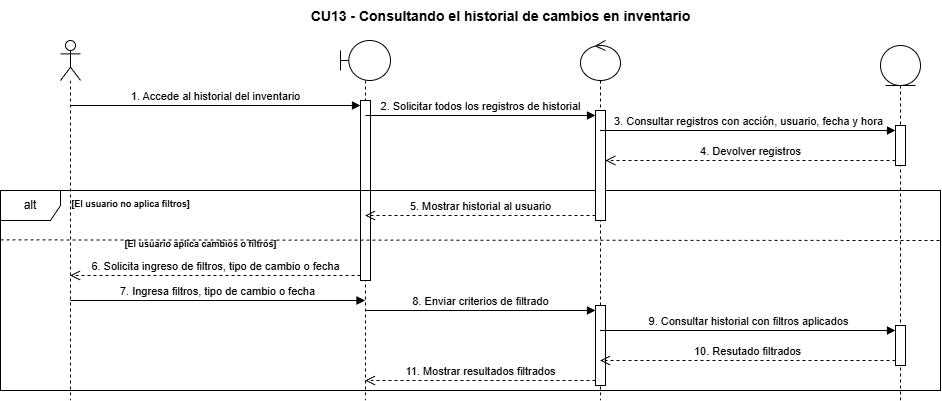 CU13 - Consultando el historial de cambios en inventario
1. Accede al historial del inventario
2. Solicitar todos los registros de historial
3. Consultar registros con acción, usuario, fecha y hora
4. Devolver registros
alt
[El usuario no aplica filtros]
5. Mostrar historial al usuario
[El usuario aplica cambios o filtros]
6. Solicita ingreso de filtros, tipo de cambio o fecha
7. Ingresa filtros, tipo de cambio o fecha
8. Enviar criterios de filtrado
9. Consultar historial con filtros aplicados
10. Resutado filtrados
11. Mostrar resultados filtrados